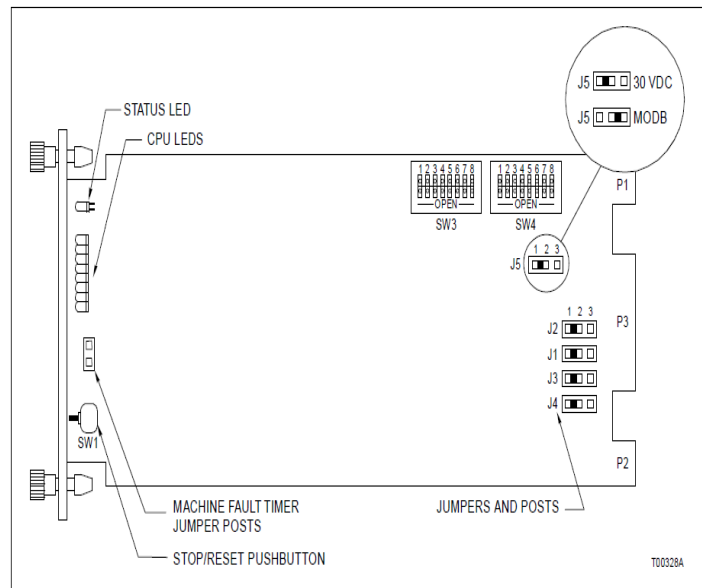 J5 30 VDC
J5 MODB
STATUS LED
CPU LEDS
1 2 3 4 5 6 7 8
OPEN
SW3
1 2 3 4 5 6 7 8
OPEN
SW4
P1
1 2 3
J5
1 2 3
J2
P3
J1
J3
J4
SW1
P2
MACHINE FAULT TIMER
JUMPER POSTS
JUMPERS AND POSTS
STOP/RESET PUSHBUTTON
T00328A